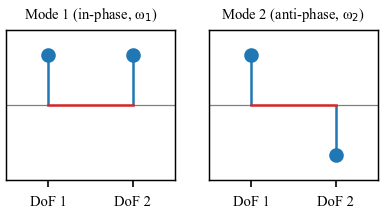 Mode 1 (in-phase, ω₁)
Mode 2 (anti-phase, ω₂)
DoF 1
DoF 2
DoF 1
DoF 2